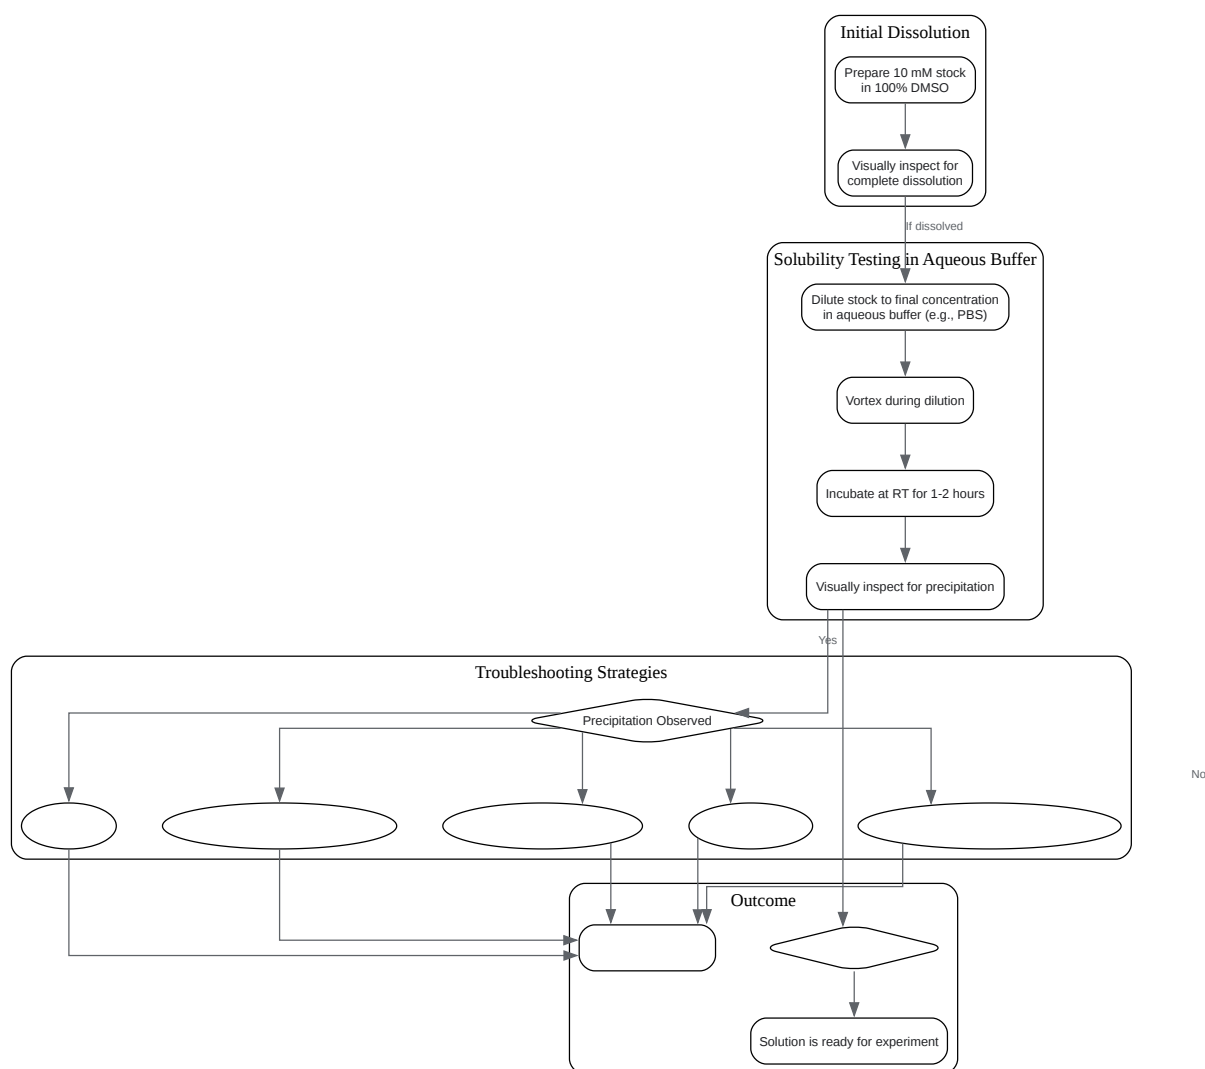 Initial Dissolution
Prepare 10 mM stock
in 100% DMSO
Visually inspect for
complete dissolution
If dissolved
Solubility Testing in Aqueous Buffer
Dilute stock to final concentration
in aqueous buffer (e.g., PBS)
Vortex during dilution
Incubate at RT for 1-2 hours
Visually inspect for precipitation
Yes
Troubleshooting Strategies
Precipitation Observed
No
Outcome
Solution is ready for experiment